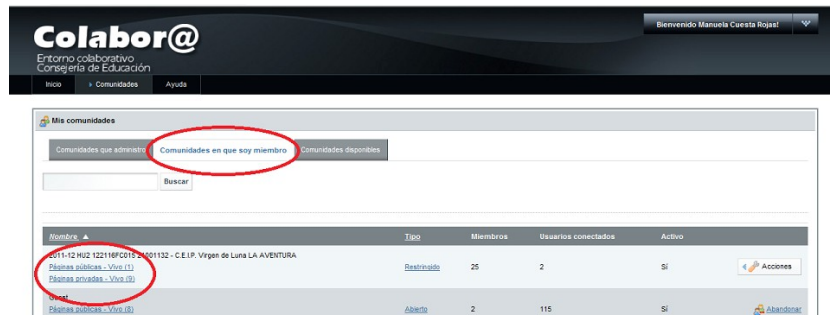 Bienvenido Manuela Cuesta Rojas!
Colabor@
Entorno colaborativo
Consejería de Educación
Inicio Comunidades Ayuda
Mis comunidades
Comunidades que administro Comunidades en que soy miembro Comunidades disponibles
Buscar
Nombre Tipo Miembros Usuarios conectados Activo
2011-12 HU2 122116FC015 21001132 - C.E.I.P. Virgen de Luna LA AVENTURA
Páginas públicas - Vivo (1) Restringido 25 2 Sí Acciones
Páginas privadas - Vivo (9)
Guest
Páginas públicas - Vivo (8) Abierto 2 115 Sí Abandonar